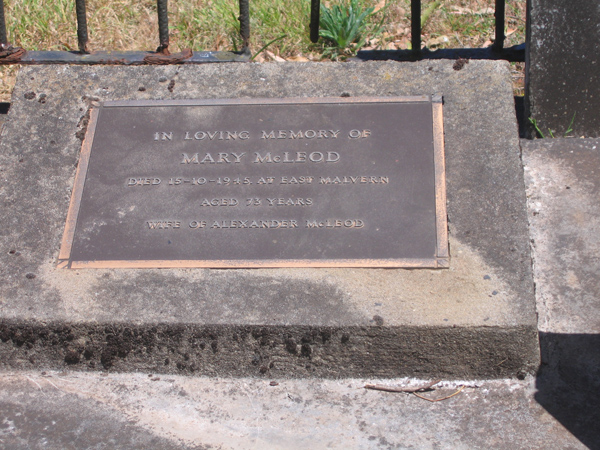 IN LOVING MEMORY OF
MARY McLEOD
DIED 15-10-1945, AT EAST MALVERN
AGED 73 YEARS
WIFE OF ALEXANDER McLEOD